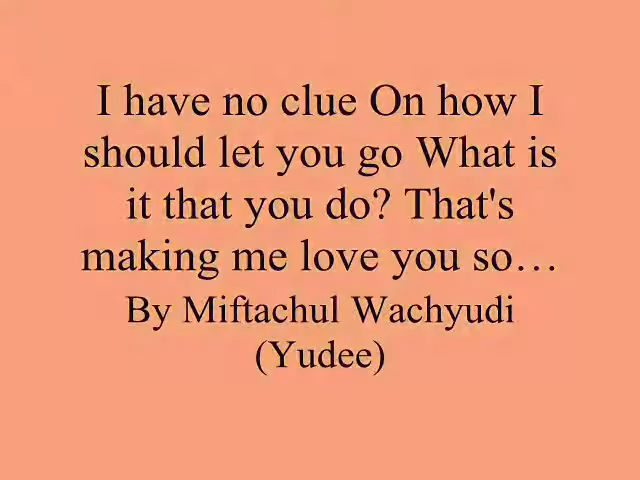 I have no clue On how I
should let you go What is
it that you do? That's
making me love you so…
By Miftachul Wachyudi
(Yudee)